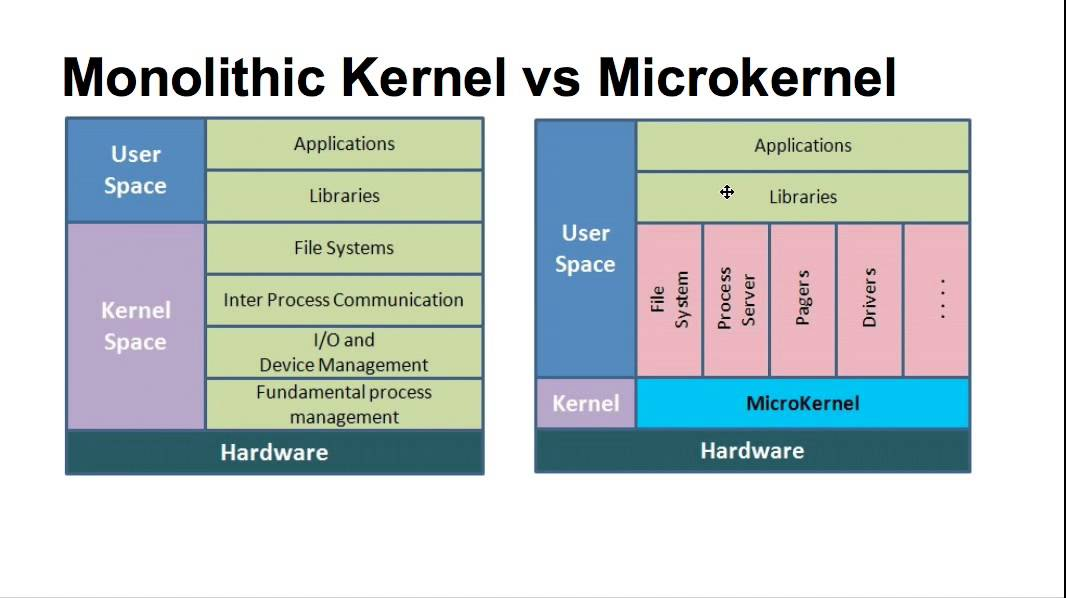 Monolithic Kernel vs Microkernel
User
Space
Applications
Libraries
Kernel
Space
File Systems
Inter Process Communication
I/O and
Device Management
Fundamental process
management
Hardware
User
Space
Applications
Libraries
File
System
Process
Server
Pagers
Drivers
. . . .
Kernel
MicroKernel
Hardware